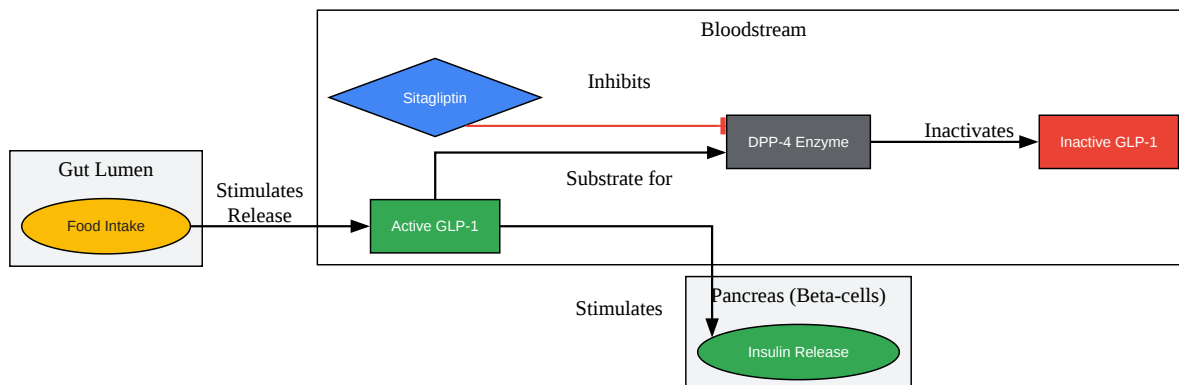 Bloodstream
Sitagliptin
Inhibits
DPP-4 Enzyme
Inactivates
Inactive GLP-1
Gut Lumen
Food Intake
Stimulates
Release
Substrate for
Active GLP-1
Stimulates
Pancreas (Beta-cells)
Insulin Release